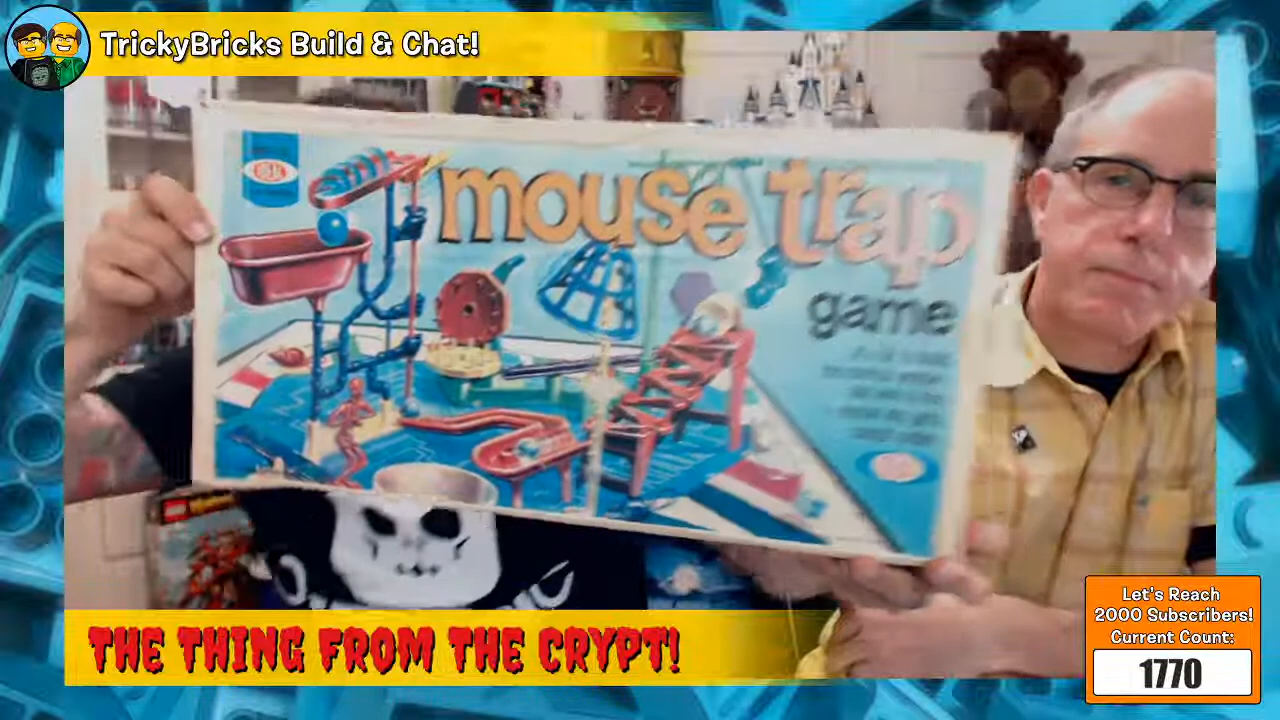 TrickyBricks Build & Chat!
IDEAL
mouse trap
game
THE THING FROM THE CRYPT!
Let's Reach
2000 Subscribers!
Current Count:
1770